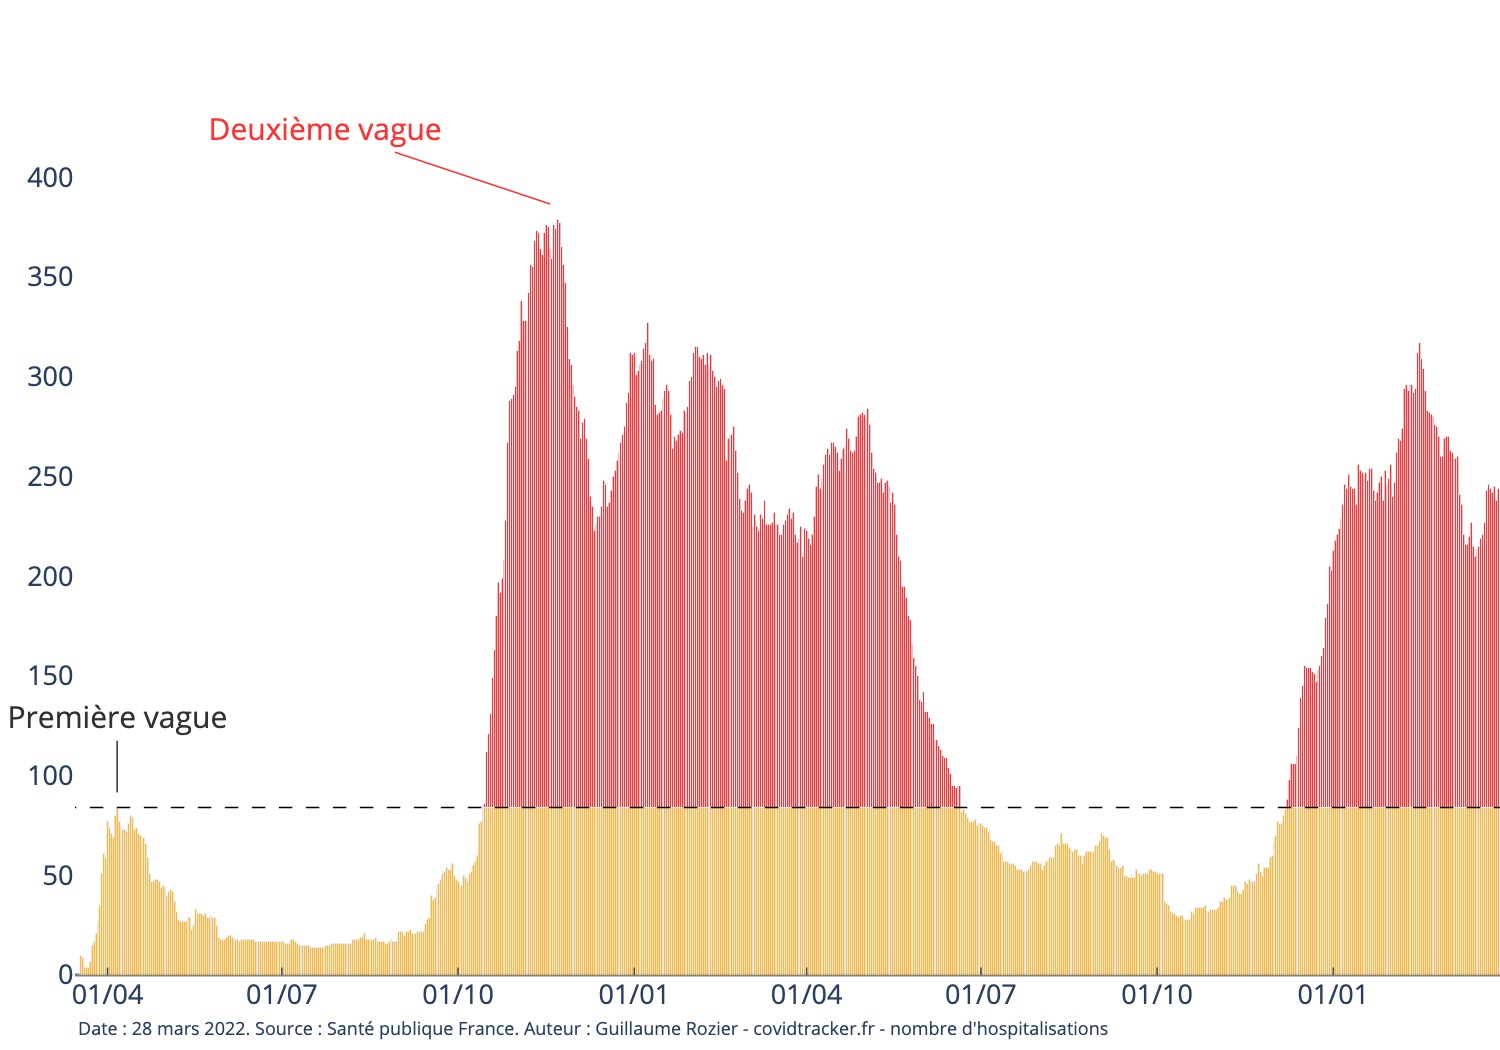 Deuxième vague
400
350
300
250
200
150
Première vague
100
50
0
01/04 01/07 01/10 01/01 01/04 01/07 01/10 01/01
Date : 28 mars 2022. Source : Santé publique France. Auteur : Guillaume Rozier - covidtracker.fr - nombre d'hospitalisations